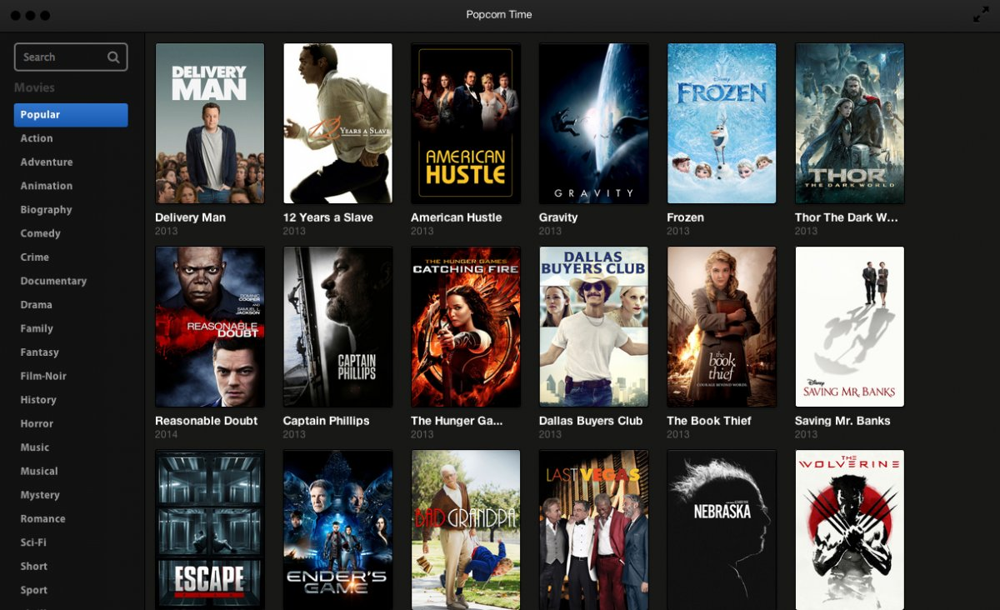 Popcorn Time
Search
Movies
Popular
Action
Adventure
Animation
Biography
Comedy
Crime
Documentary
Drama
Family
Fantasy
Film-Noir
History
Horror
Music
Musical
Mystery
Romance
Sci-Fi
Short
Sport
DELIVERY
MAN
Delivery Man
2013
12 YEARS A SLAVE
12 Years a Slave
2013
AMERICAN
HUSTLE
American Hustle
2013
GRAVITY
Gravity
2013
Disney
FROZEN
Frozen
2013
THOR
THE DARK WORLD
Thor The Dark W...
2013
DOMINIC
COOPER
AND
SAMUEL L.
JACKSON
REASONABLE
DOUBT
Reasonable Doubt
2014
CAPTAIN
PHILLIPS
Captain Phillips
2013
THE HUNGER GAMES
CATCHING FIRE
The Hunger Ga...
2013
DALLAS
BUYERS CLUB
Dallas Buyers Club
2013
the
book
thief
COURAGE BEYOND WORDS.
The Book Thief
2013
Disney
SAVING MR. BANKS
Saving Mr. Banks
2013
ESCAPE
ENDER'S
GAME
BAD GRANDPA
LAST VEGAS
NEBRASKA
THE
WOLVERINE